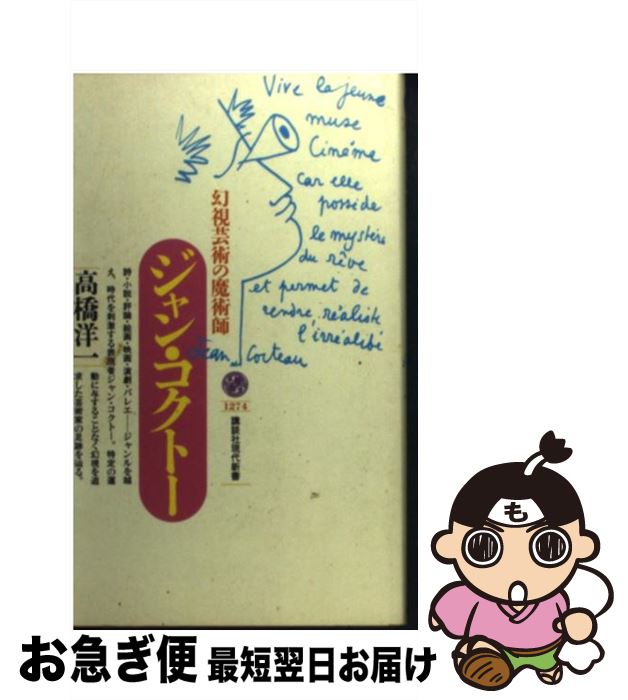 Vive la jeune
muse
Cinéma
car elle
possède
le mystère
du rêve
et permet de
rendre réaliste
l'irréalité
Jean Cocteau
幻視芸術の魔術師
ジャン・コクトー
詩・小説・評論・絵画・映画・演劇・バレエ――ジャンルを越
え、時代を刺激する表現者ジャン・コクトー。特定の運
動に与することなく幻視を追
求した芸術家の足跡を辿る。
高橋洋一
1274
講談社現代新書
も
お急ぎ便 最短翌日お届け